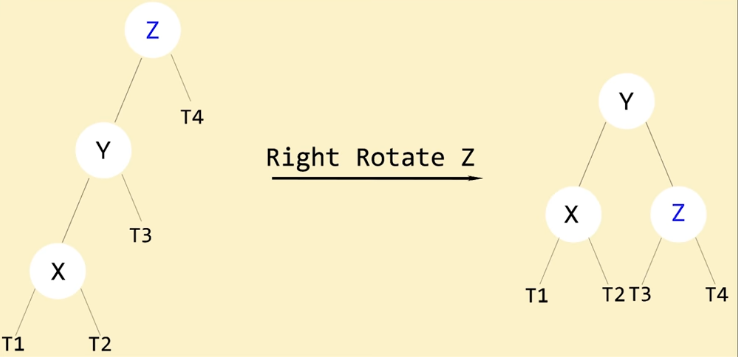 Z
T4
Y
T3
X
T1 T2
Right Rotate Z
Y
X Z
T1 T2 T3 T4